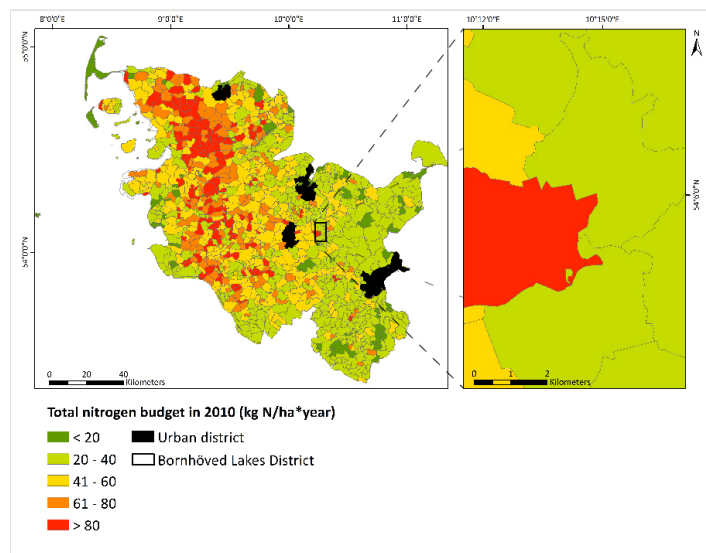 8°0'0"E 9°0'0"E 10°0'0"E 11°0'0"E 10°12'0"E 10°15'0"E
N
55°0'0"N
54°6'0"N
54°0'0"N
0 20 40
Kilometers
0 1 2
Kilometers
Total nitrogen budget in 2010 (kg N/ha*year)
< 20 Urban district
20 - 40 Bornhöved Lakes District
41 - 60
61 - 80
> 80